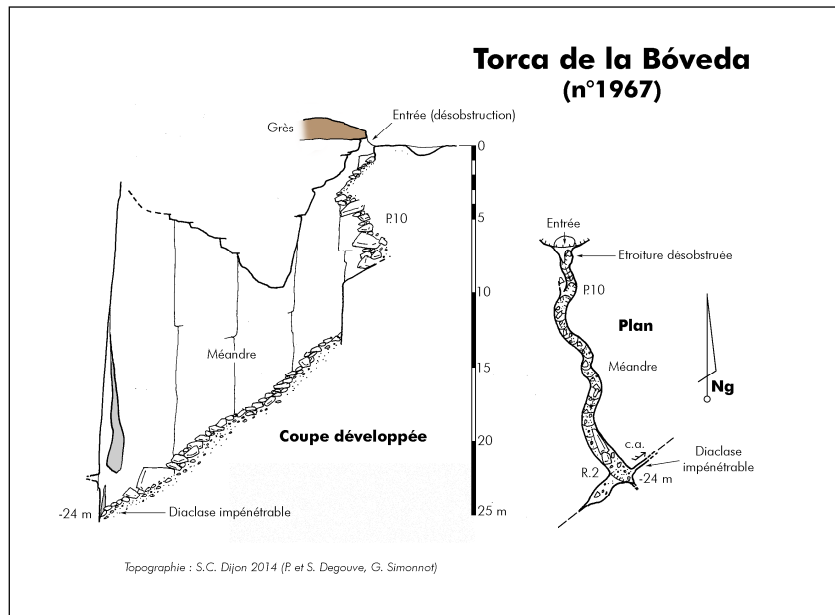 Torca de la Bóveda
(n°1967)
Grès
Entrée (désobstruction)
0
P.10
5
10
15
20
25 m
Méandre
Coupe développée
-24 m
Diaclase impénétrable
Entrée
Etroiture désobstruée
P.10
Plan
Méandre
Ng
c.a.
Diaclase
impénétrable
R.2
-24 m
Topographie : S.C. Dijon 2014 (P. et S. Degouve, G. Simonnot)